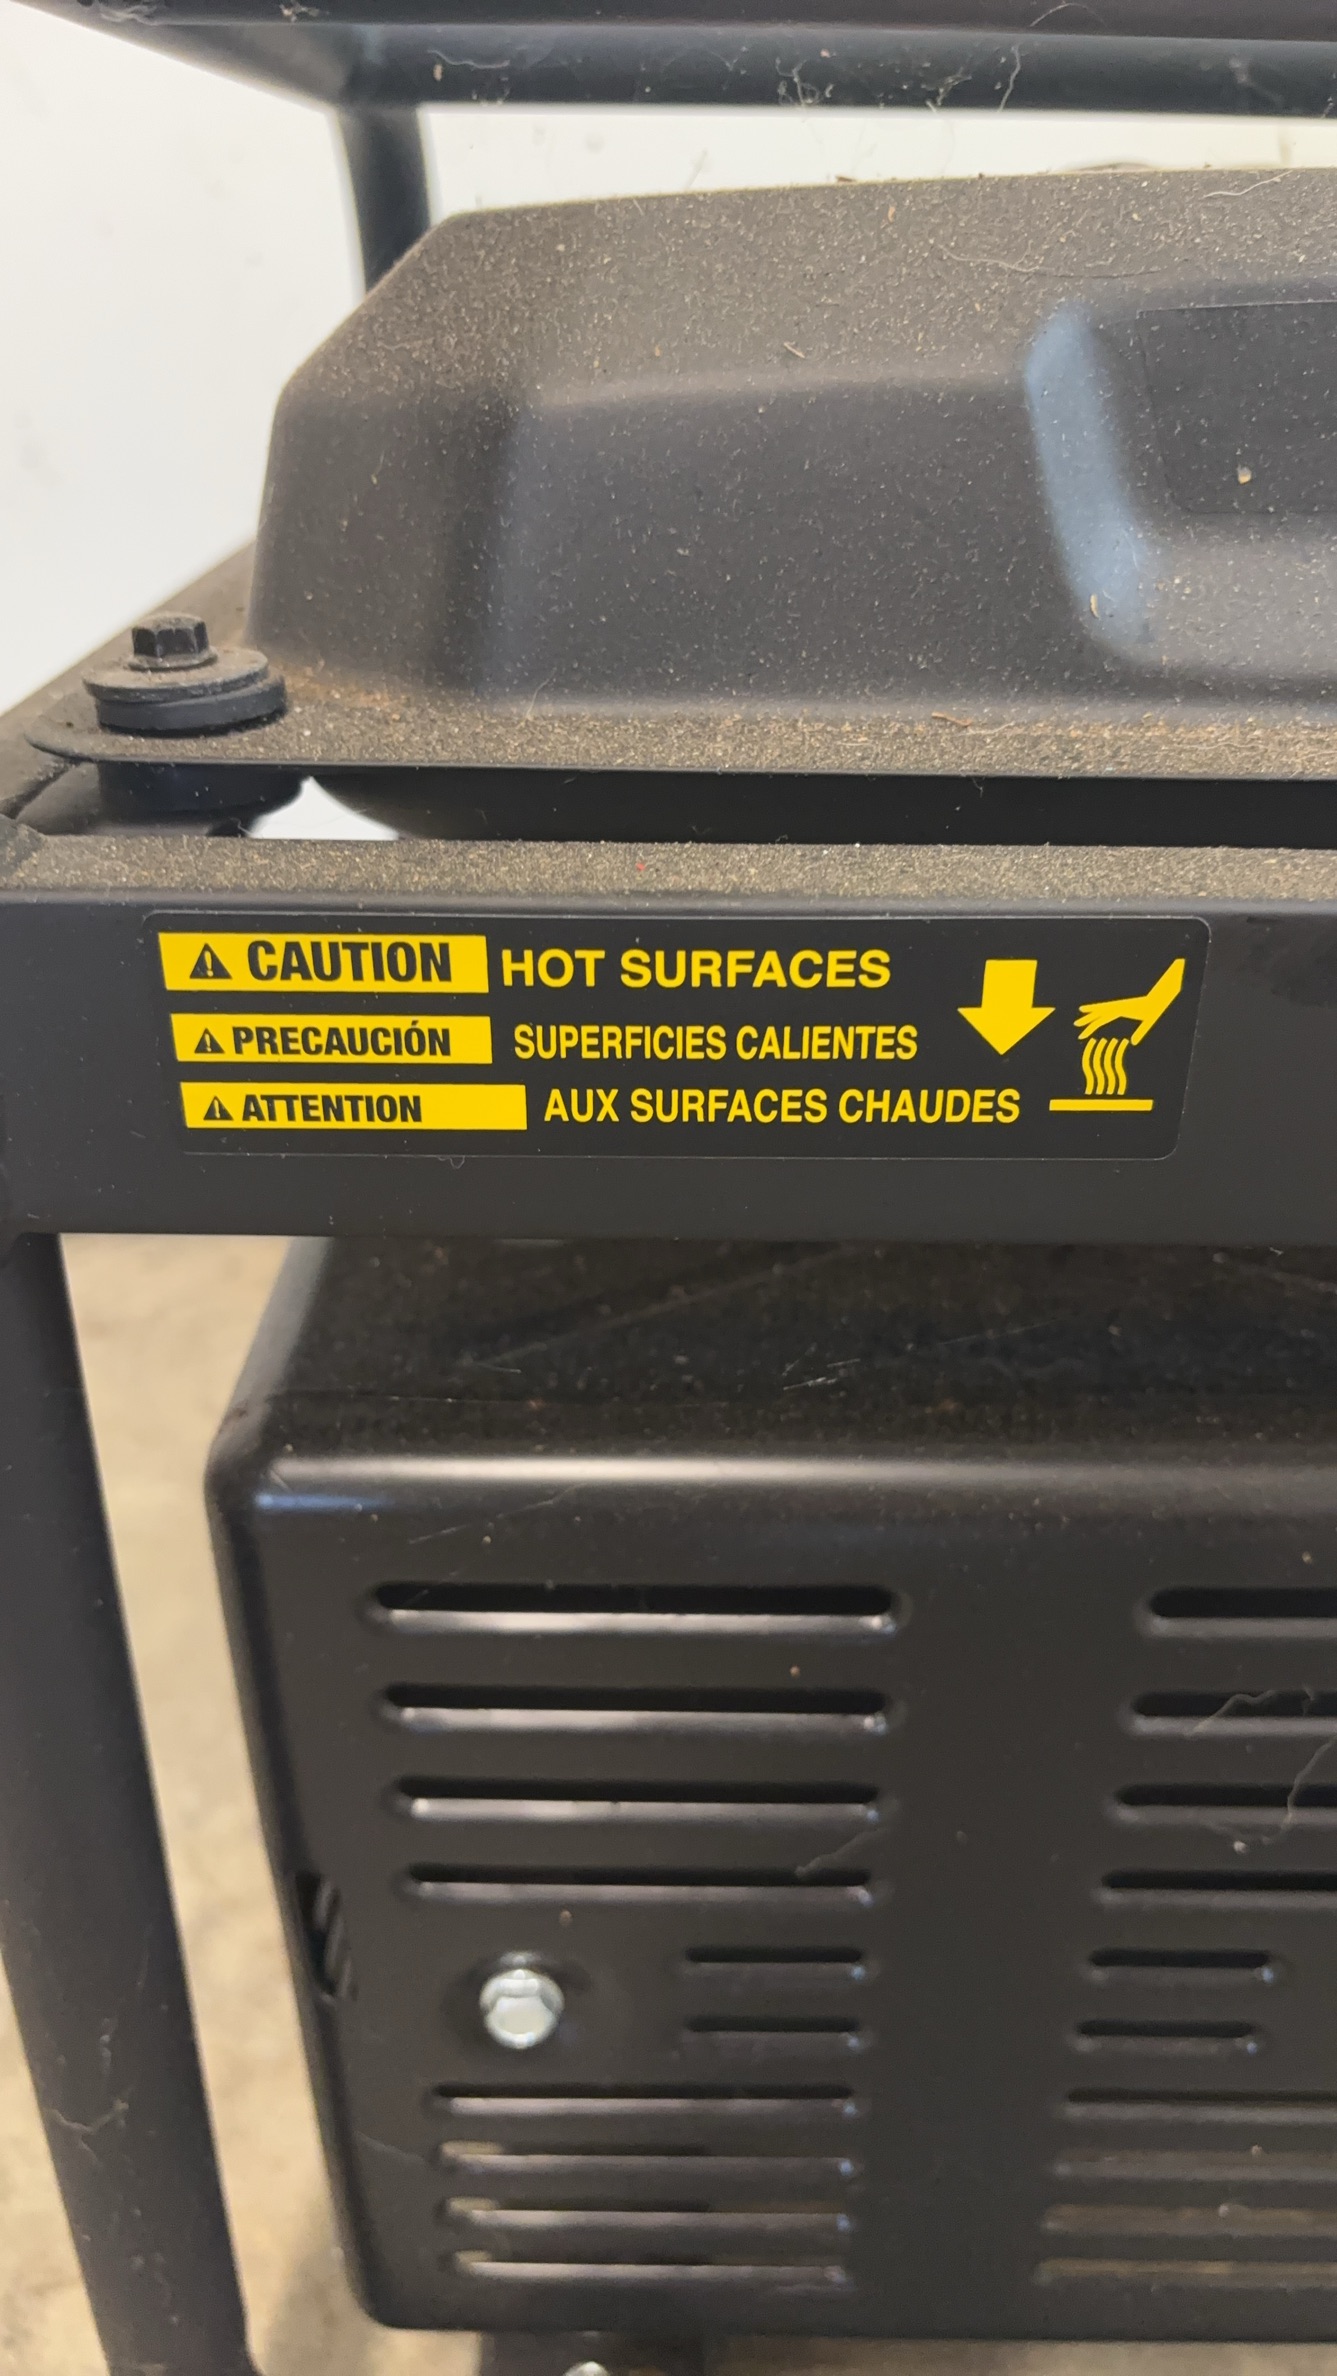 CAUTION HOT SURFACES
PRECAUCIÓN SUPERFICIES CALIENTES
ATTENTION AUX SURFACES CHAUDES